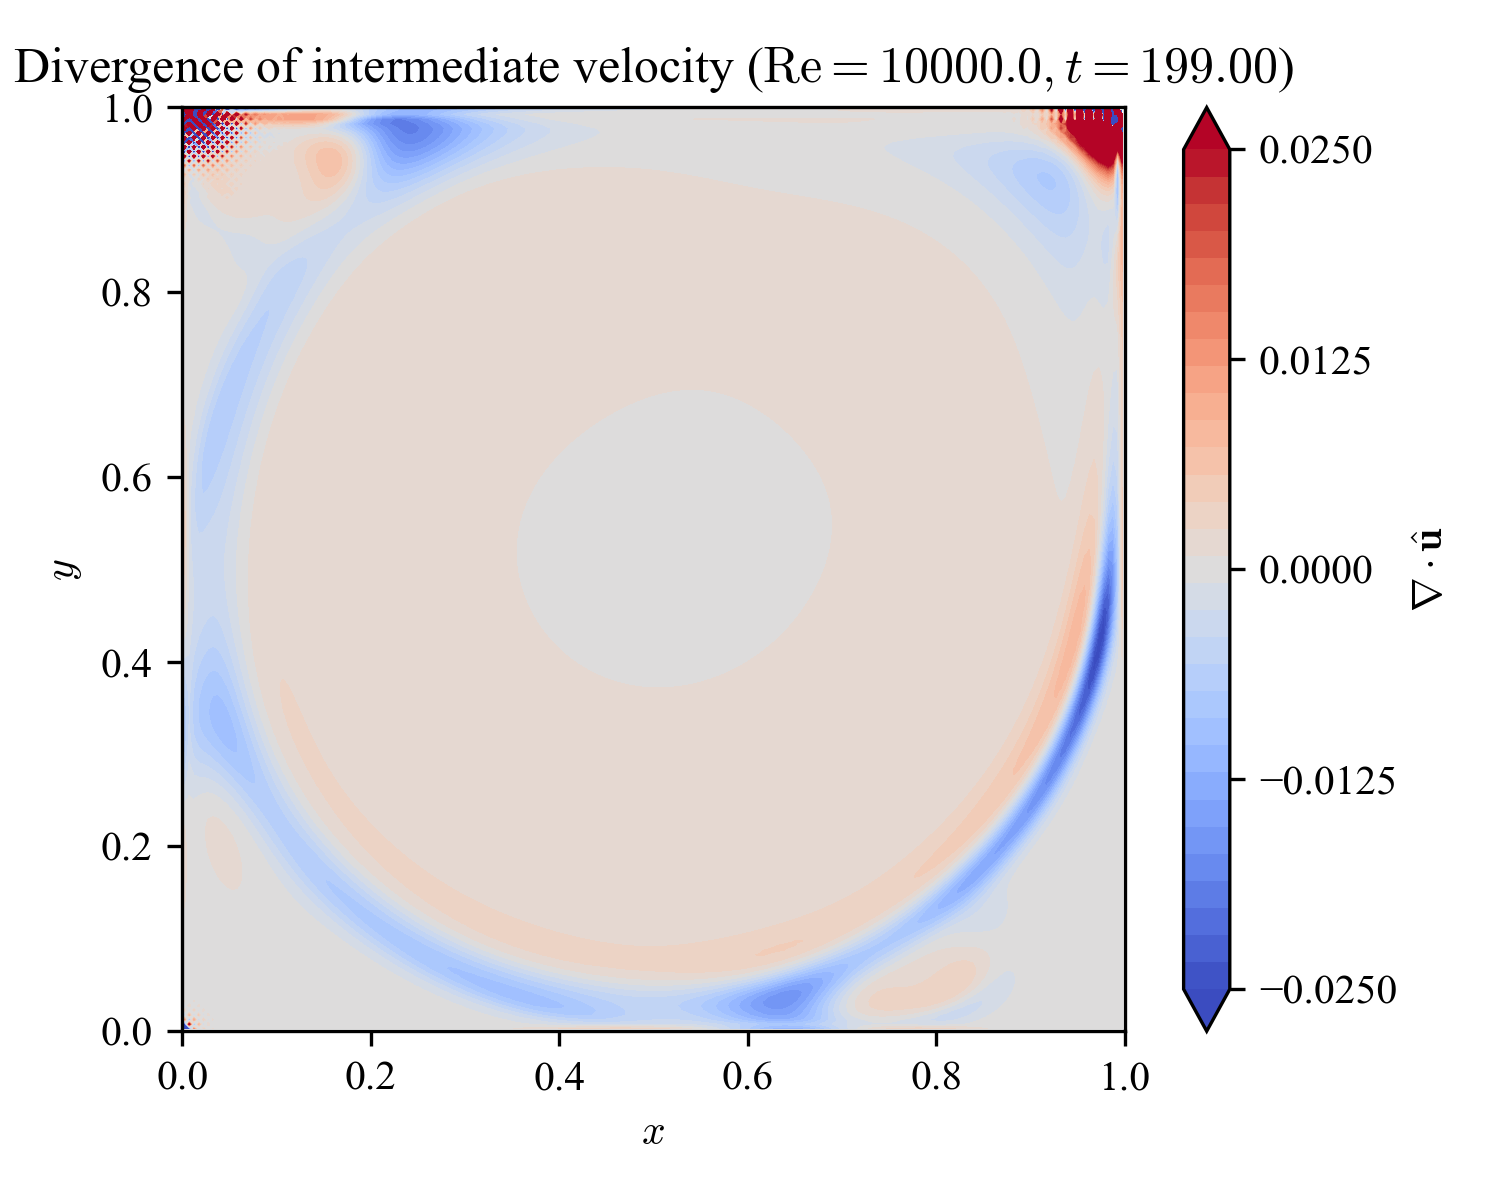 Divergence of intermediate velocity (Re = 10000.0, t = 199.00)
1.0
0.8
0.6
0.4
0.2
0.0
y
0.0 0.2 0.4 0.6 0.8 1.0
x
0.0250
0.0125
0.0000
−0.0125
−0.0250
∇ · û